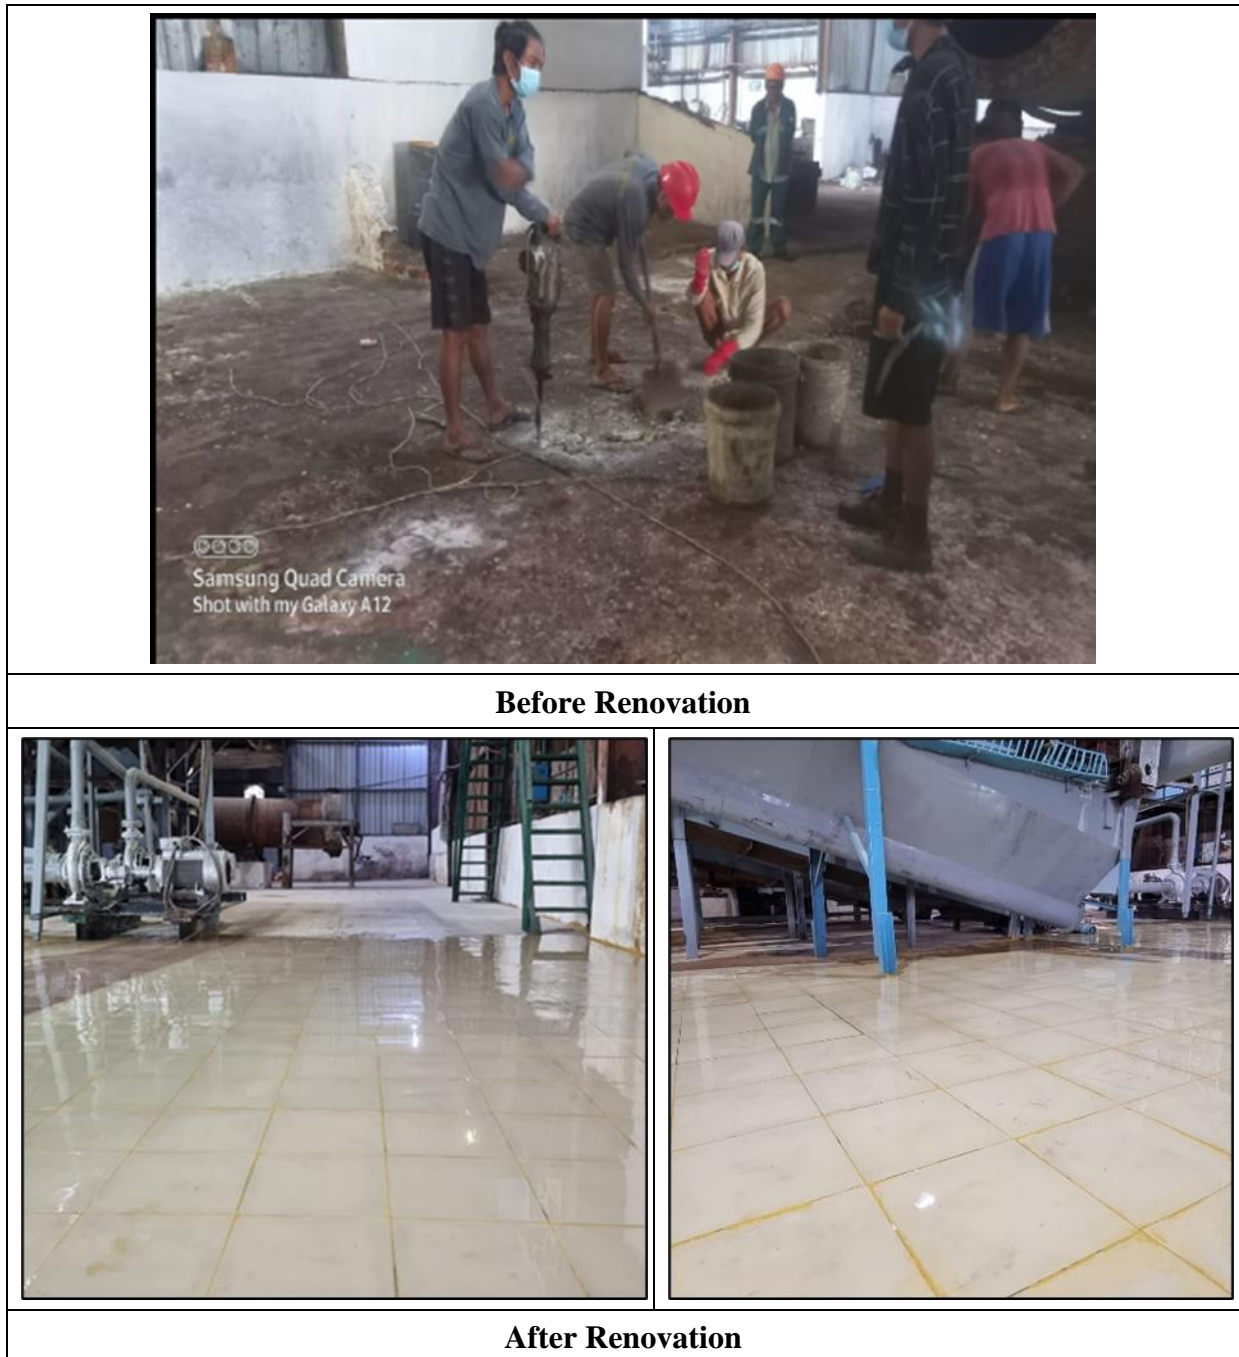 Samsung Quad Camera
Shot with my Galaxy A12
Before Renovation
After Renovation